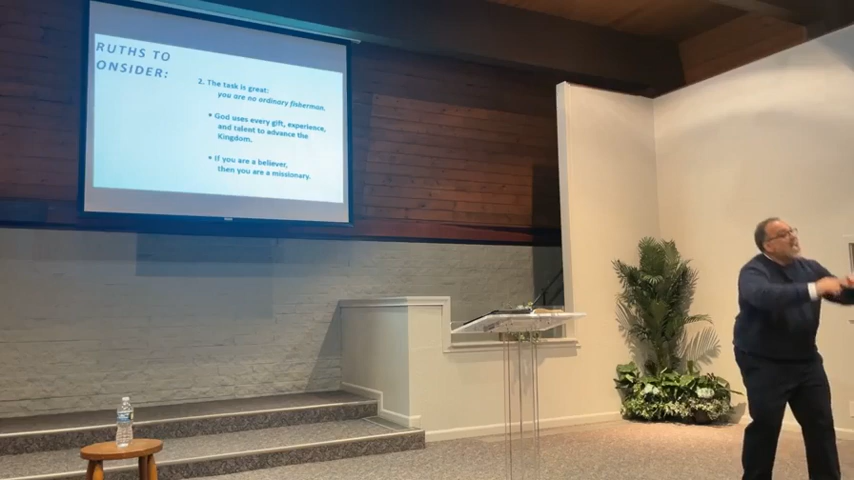 RUTHS TO
ONSIDER:
2. The task is great:
you are no ordinary fisherman.
• God uses every gift, experience,
and talent to advance the
Kingdom.
• If you are a believer,
then you are a missionary.